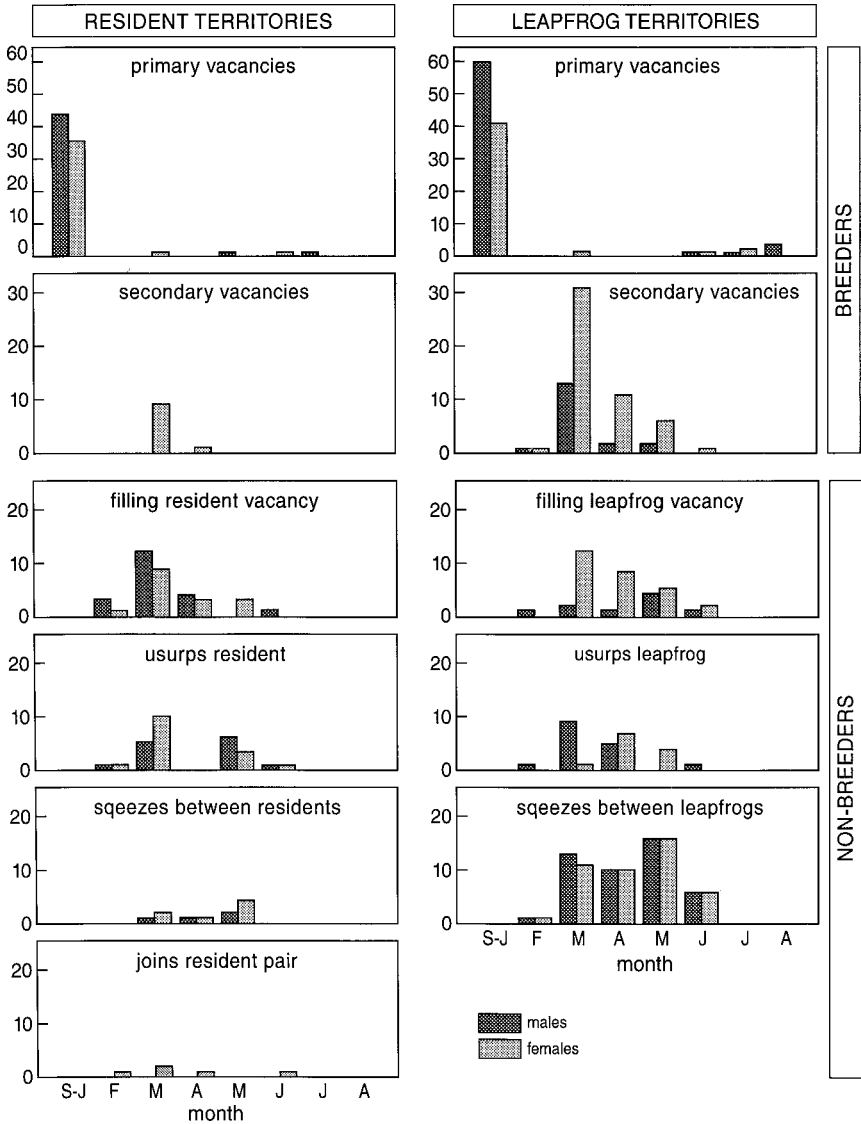 RESIDENT TERRITORIES
LEAPFROG TERRITORIES
primary vacancies
60
50
40
30
20
10
0
primary vacancies
60
50
40
30
20
10
0
BREEDERS
secondary vacancies
30
20
10
0
secondary vacancies
30
20
10
0
filling resident vacancy
20
10
0
filling leapfrog vacancy
20
10
0
NON-BREEDERS
usurps resident
20
10
0
usurps leapfrog
20
10
0
sqeezes between residents
20
10
0
sqeezes between leapfrogs
20
10
0
S-J F M A M J J A
month
joins resident pair
20
10
0
S-J F M A M J J A
month
males
females